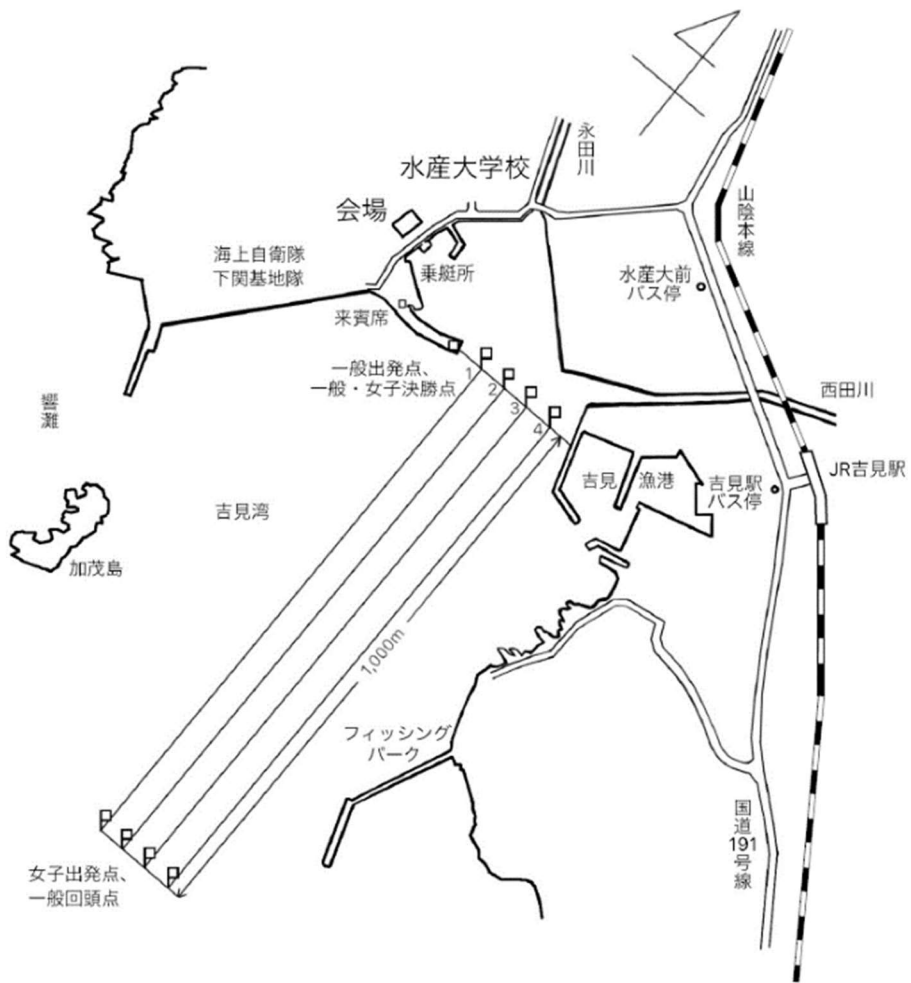 永田川
水産大学校
会場
山陰本線
海上自衛隊
下関基地隊
乗艇所
水産大前
バス停
来賓席
一般出発点、
一般・女子決勝点
1
2
3
4
西田川
響灘
吉見
漁港
吉見駅
バス停
JR吉見駅
吉見湾
加茂島
1,000m
フィッシング
パーク
国道191号線
女子出発点、
一般回頭点